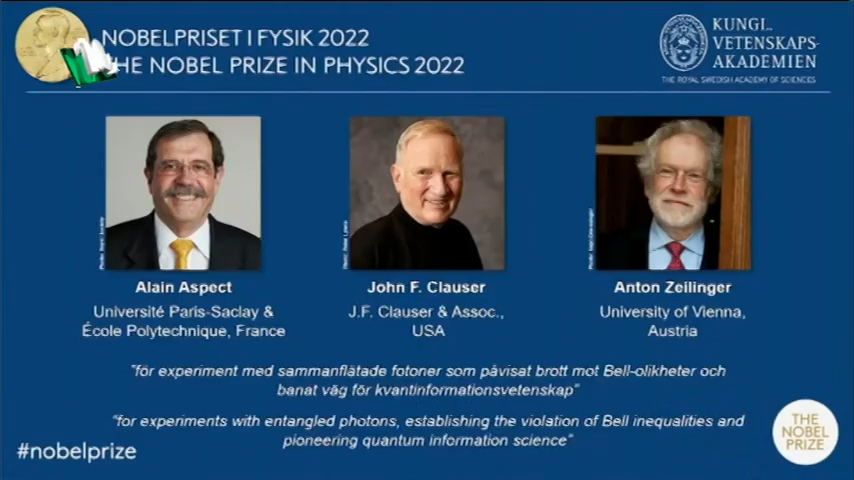 NOBELPRISET I FYSIK 2022
THE NOBEL PRIZE IN PHYSICS 2022
KUNGL.
VETENSKAPS-
AKADEMIEN
THE ROYAL SWEDISH ACADEMY OF SCIENCES
Alain Aspect
Université Paris-Saclay &
École Polytechnique, France
John F. Clauser
J.F. Clauser & Assoc.,
USA
Anton Zeilinger
University of Vienna,
Austria
"för experiment med sammanflätade fotoner som påvisat brott mot Bell-olikheter och
banat väg för kvantinformationsvetenskap"
"for experiments with entangled photons, establishing the violation of Bell inequalities and
pioneering quantum information science"
#nobelprize
THE
NOBEL
PRIZE